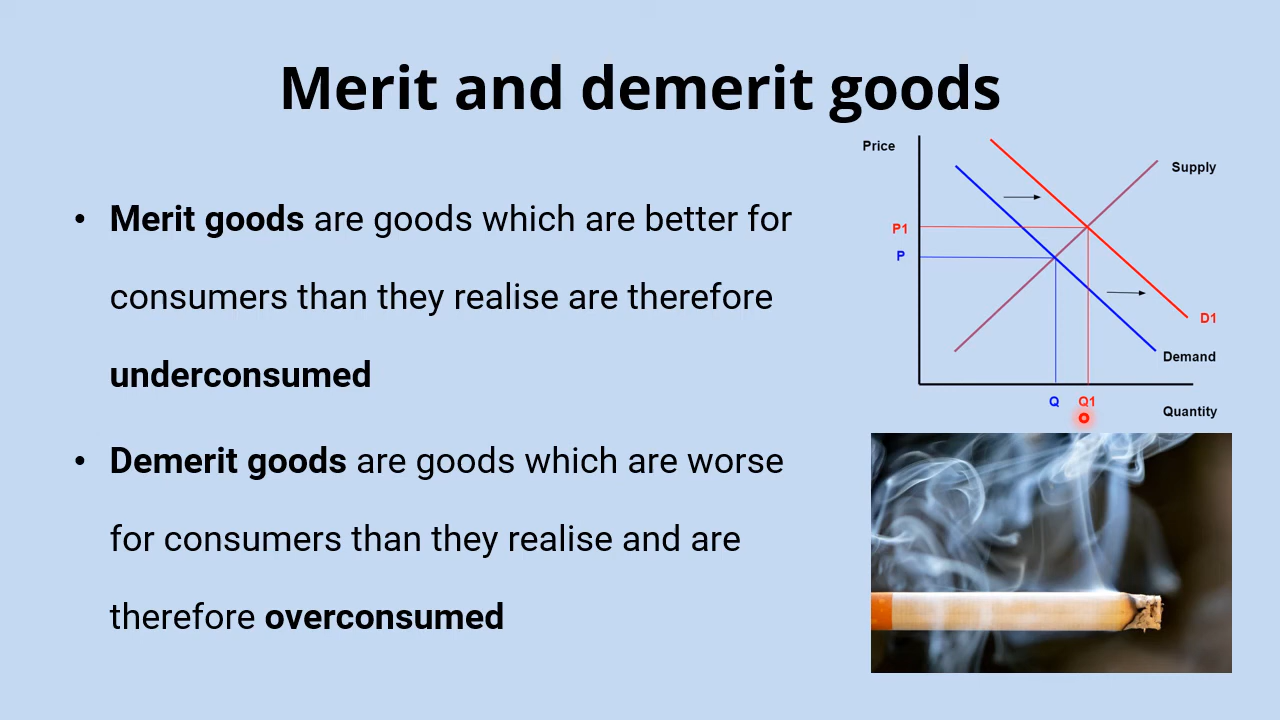 Merit and demerit goods
• Merit goods are goods which are better for
consumers than they realise are therefore
underconsumed
• Demerit goods are goods which are worse
for consumers than they realise and are
therefore overconsumed
Price
Supply
P1
P
D1
Demand
Q
Q1
Quantity